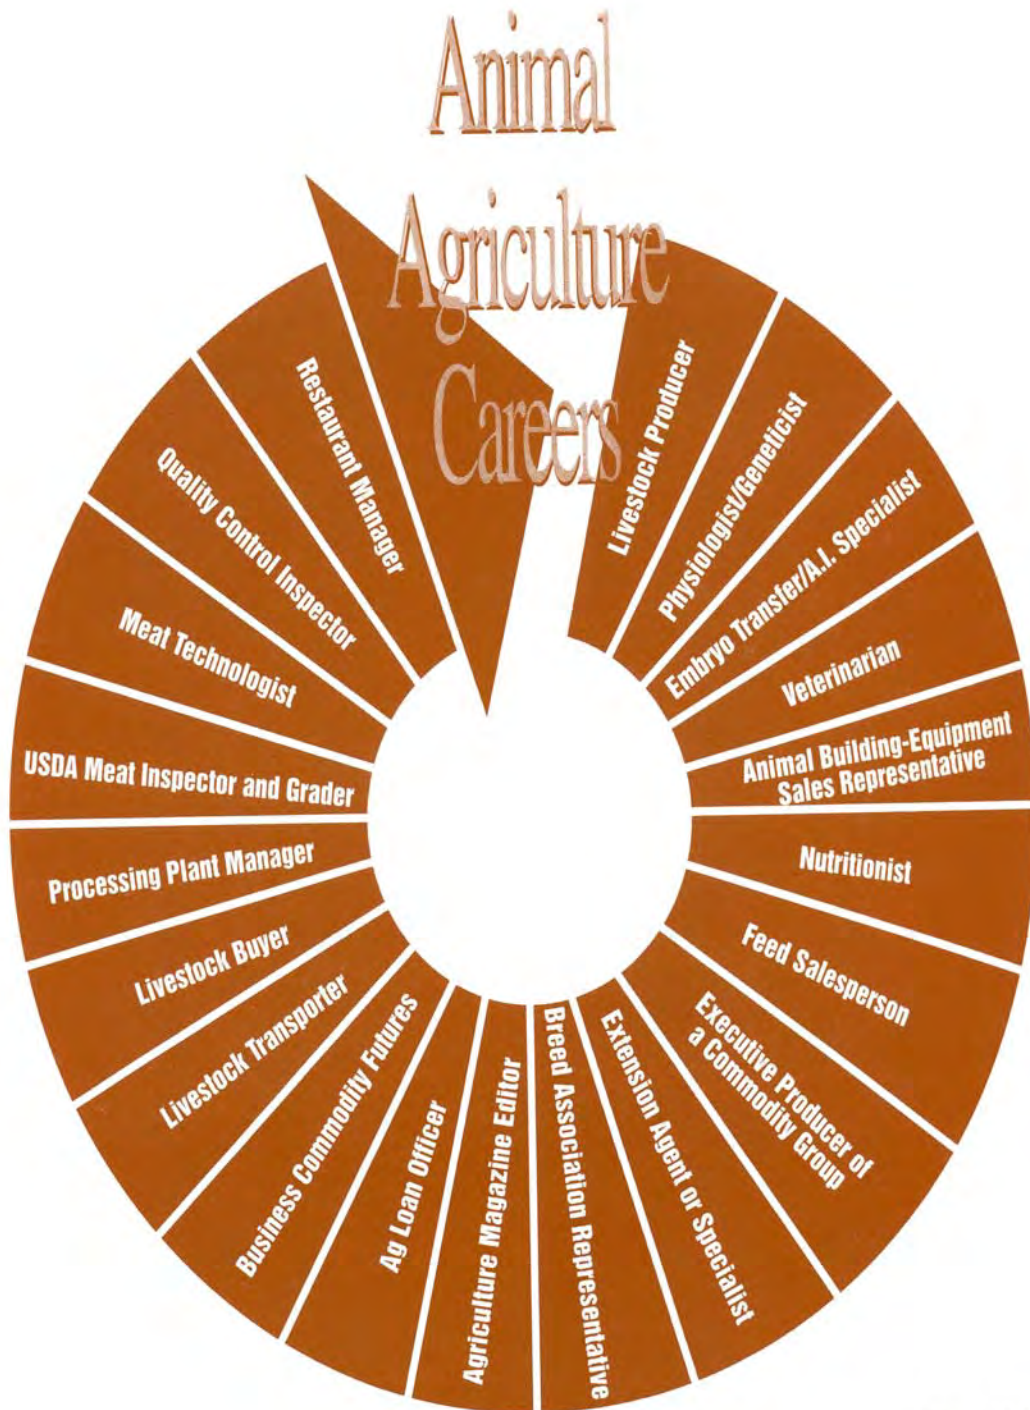 Animal
Agriculture
Careers
Livestock Producer
Physiologist/Geneticist
Embryo Transfer/A.I. Specialist
Veterinarian
Animal Building-Equipment
Sales Representative
Nutritionist
Feed Salesperson
Executive Producer of
a Commodity Group
Extension Agent or Specialist
Breed Association Representative
Agriculture Magazine Editor
Ag Loan Officer
Business Commodity Futures
Livestock Transporter
Livestock Buyer
Processing Plant Manager
USDA Meat Inspector and Grader
Meat Technologist
Quality Control Inspector
Restaurant Manager